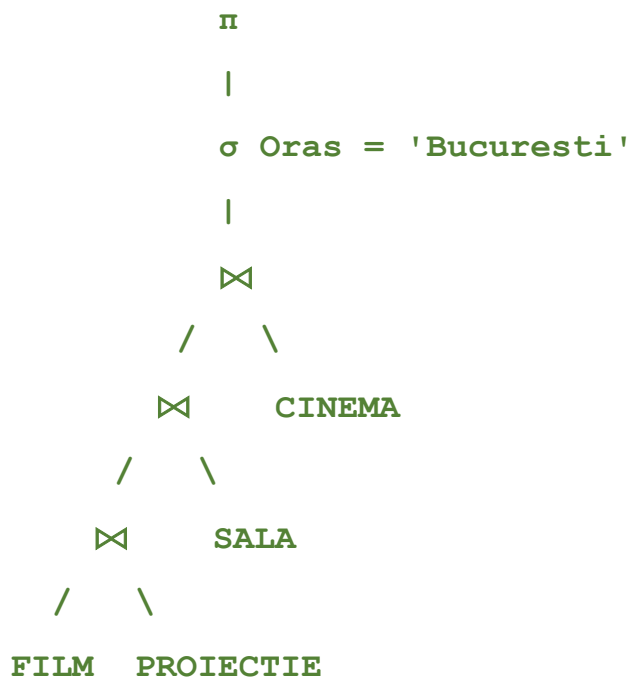 π
|
σ Oras = 'Bucuresti'
|
⋈
/ \
⋈ CINEMA
/ \
⋈ SALA
/ \
FILM PROIECTIE